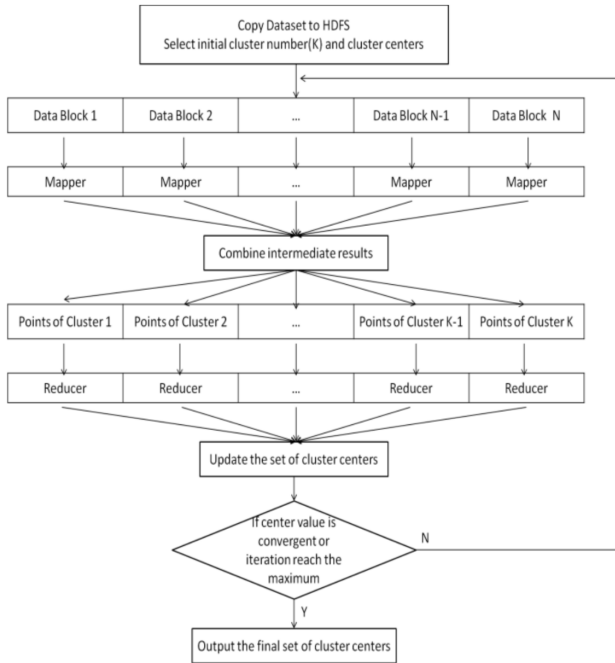 Copy Dataset to HDFS
Select initial cluster number(K) and cluster centers
Data Block 1 Data Block 2 ... Data Block N-1 Data Block N
Mapper Mapper ... Mapper Mapper
Combine intermediate results
Points of Cluster 1 Points of Cluster 2 ... Points of Cluster K-1 Points of Cluster K
Reducer Reducer ... Reducer Reducer
Update the set of cluster centers
If center value is
convergent or
iteration reach the
maximum
N
Y
Output the final set of cluster centers